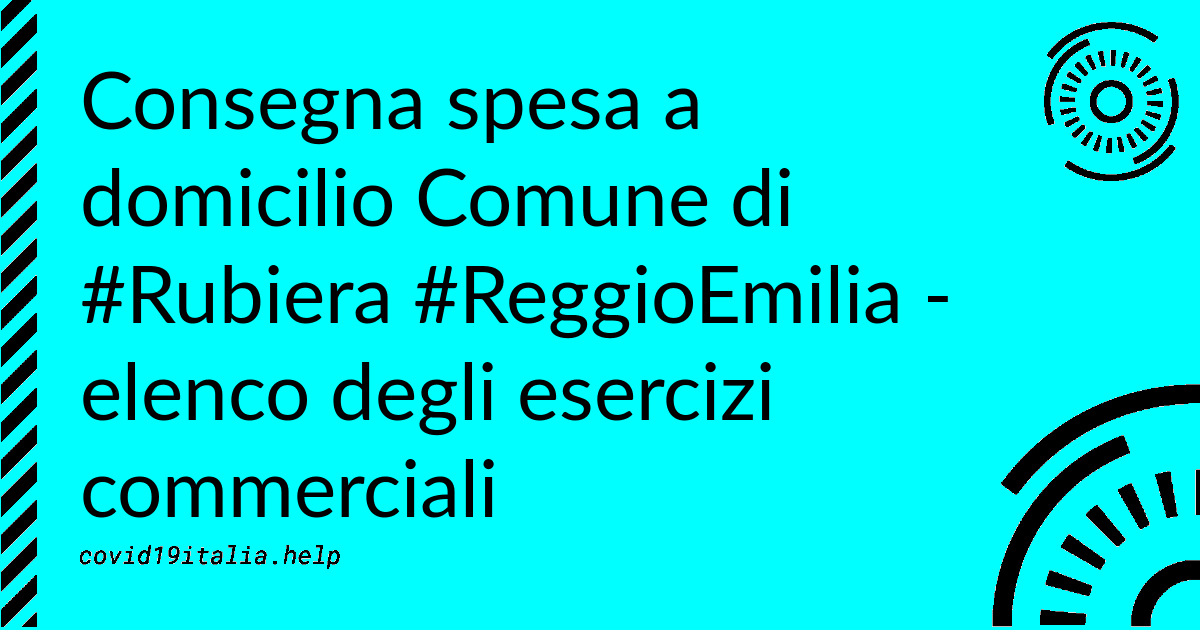 Consegna spesa a
domicilio Comune di
#Rubiera #ReggioEmilia -
elenco degli esercizi
commerciali
covid19italia.help